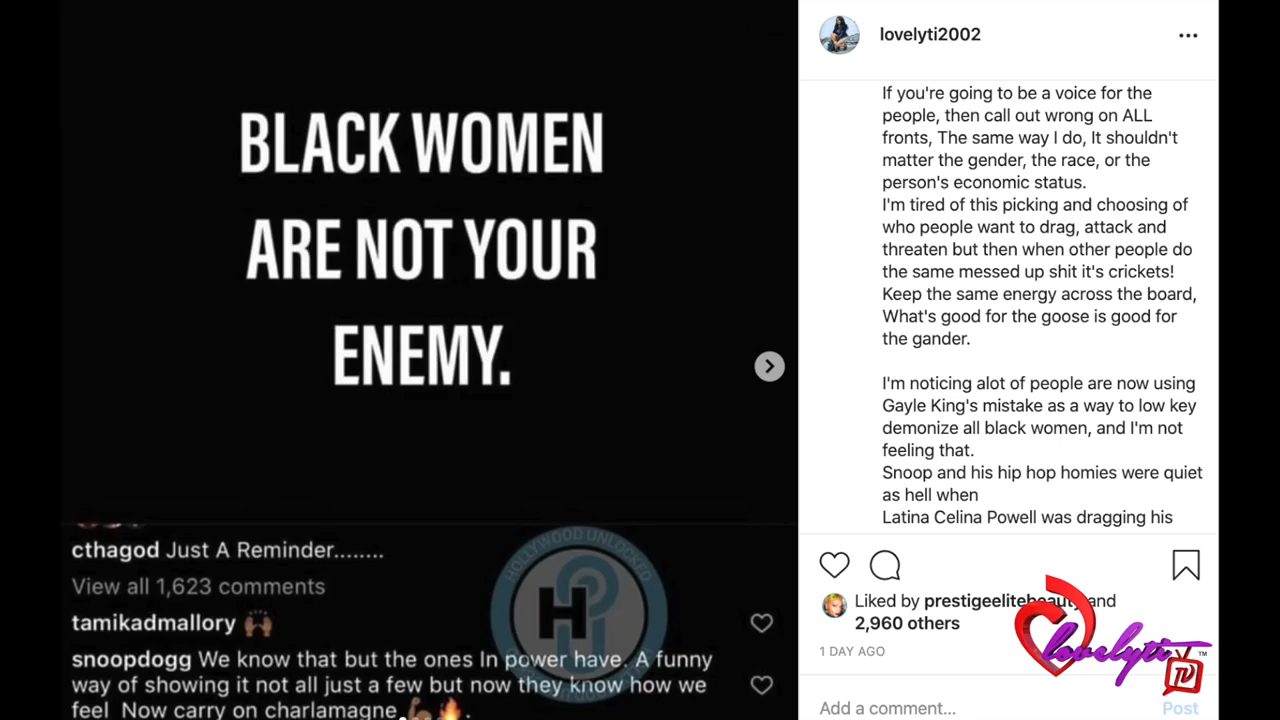 BLACK WOMEN
ARE NOT YOUR
ENEMY.
cthagod Just A Reminder........
View all 1,623 comments
tamikadmallory
snoopdogg We know that but the ones In power have. A funny
way of showing it not all just a few but now they know how we
feel Now carry on charlamagne
HOLLYWOOD UNLOCKED
H
lovelyti2002
If you're going to be a voice for the
people, then call out wrong on ALL
fronts, The same way I do, It shouldn't
matter the gender, the race, or the
person's economic status.
I'm tired of this picking and choosing of
who people want to drag, attack and
threaten but then when other people do
the same messed up shit it's crickets!
Keep the same energy across the board,
What's good for the goose is good for
the gander.
I'm noticing alot of people are now using
Gayle King's mistake as a way to low key
demonize all black women, and I'm not
feeling that.
Snoop and his hip hop homies were quiet
as hell when
Latina Celina Powell was dragging his
Liked by prestigeelitebeauty and
2,960 others
1 DAY AGO
Add a comment...
Post
lovelyti
TV
TM